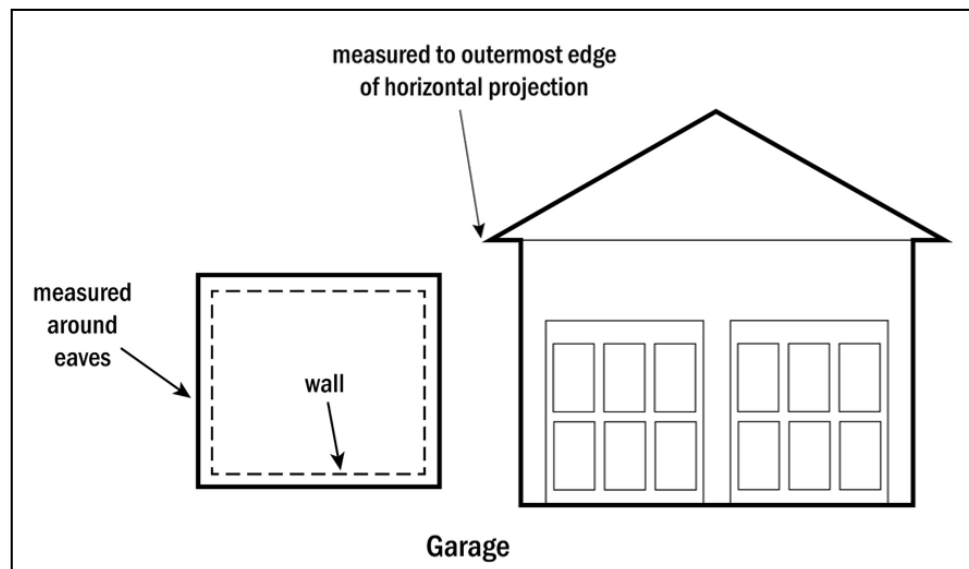 measured to outermost edge
of horizontal projection
measured
around
eaves
wall
Garage